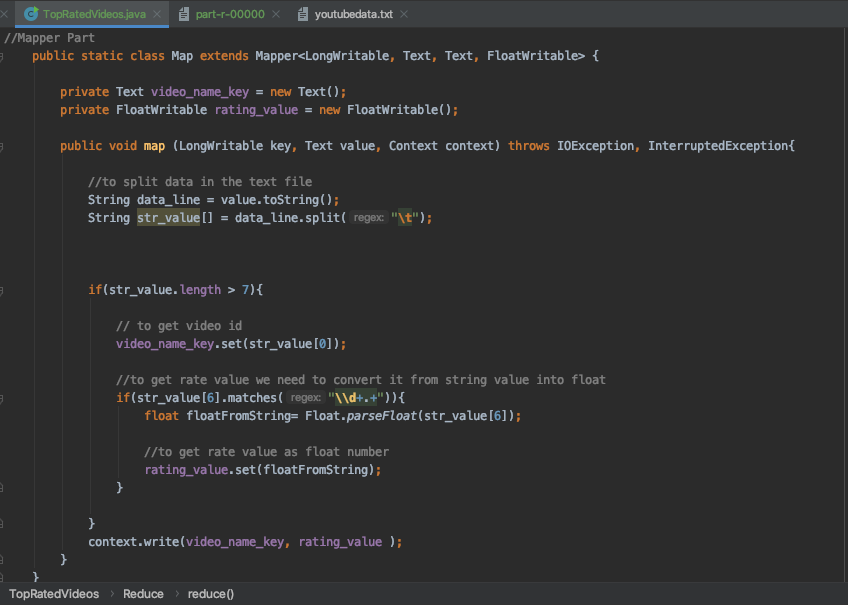 TopRatedVideos.java × part-r-00000 × youtubedata.txt ×
//Mapper Part
public static class Map extends Mapper<LongWritable, Text, Text, FloatWritable> {
private Text video_name_key = new Text();
private FloatWritable rating_value = new FloatWritable();
public void map (LongWritable key, Text value, Context context) throws IOException, InterruptedException{
//to split data in the text file
String data_line = value.toString();
String str_value[] = data_line.split( regex: "\t");
if(str_value.length > 7){
// to get video id
video_name_key.set(str_value[0]);
//to get rate value we need to convert it from string value into float
if(str_value[6].matches( regex: "\\d+.+")){
float floatFromString= Float.parseFloat(str_value[6]);
//to get rate value as float number
rating_value.set(floatFromString);
}
}
context.write(video_name_key, rating_value );
}
}
TopRatedVideos › Reduce › reduce()